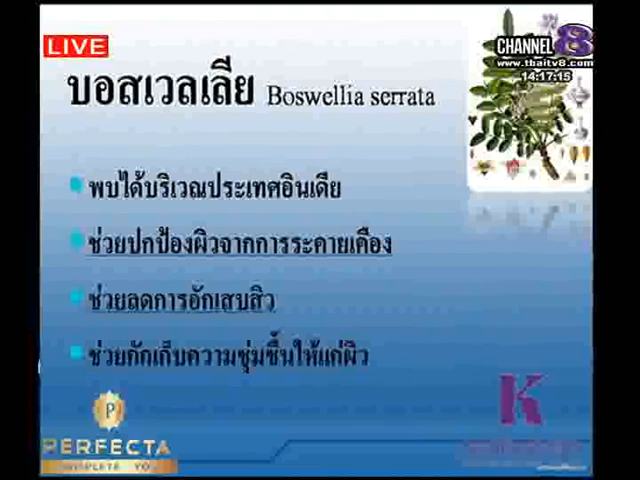 LIVE
CHANNEL 8
www.thaitv8.com
14:17:15
บอสเวลเลีย Boswellia serrata
พบได้บริเวณประเทศอินเดีย
ช่วยปกป้องผิวจากการระคายเคือง
ช่วยลดการอักเสบสิว
ช่วยกักเก็บความชุ่มชื้นให้แก่ผิว
P
K
PERFECTA
COMPLETE YOU